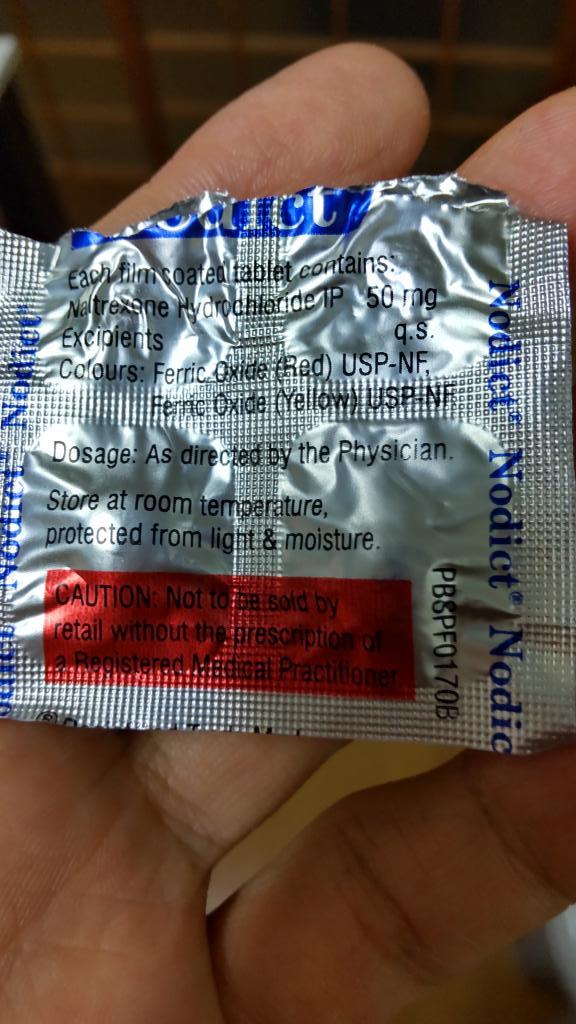 Each film coated tablet contains:
Naltrexone Hydrochloride IP 50 mg
Excipients q.s.
Colours: Ferric Oxide (Red) USP-NF,
Ferric Oxide (Yellow) USP-NF
Dosage: As directed by the Physician.
Store at room temperature,
protected from light & moisture.
CAUTION: Not to be sold by
retail without the prescription of
a Registered Medical Practitioner
PBSPF0170B
Nodict® Nodict® Nodic
Nodict® Nodict